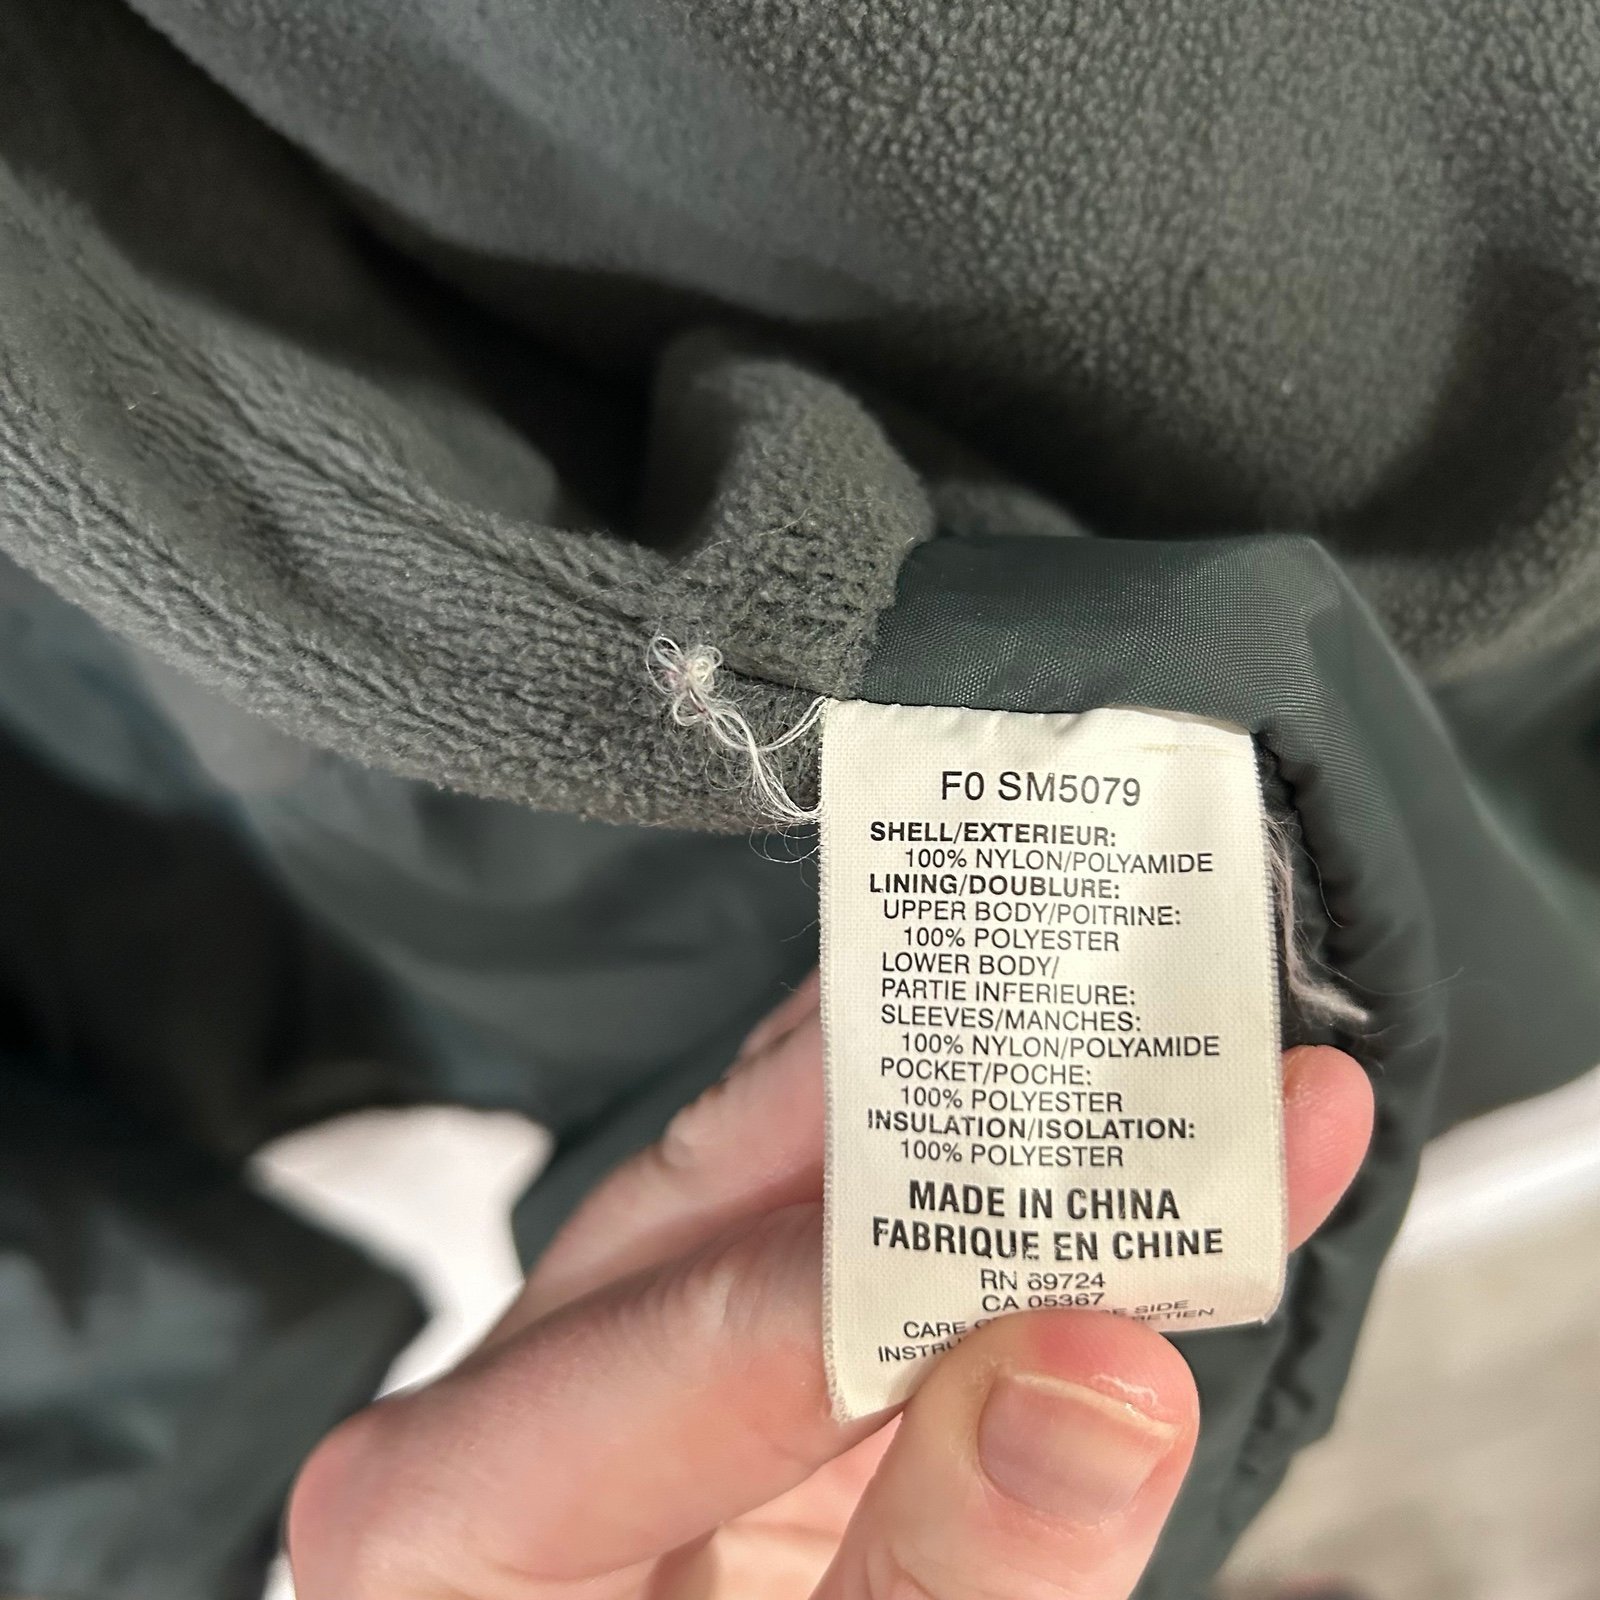 F0 SM5079
SHELL/EXTERIEUR:
100% NYLON/POLYAMIDE
LINING/DOUBLURE:
UPPER BODY/POITRINE:
100% POLYESTER
LOWER BODY/
PARTIE INFERIEURE:
SLEEVES/MANCHES:
100% NYLON/POLYAMIDE
POCKET/POCHE:
100% POLYESTER
INSULATION/ISOLATION:
100% POLYESTER
MADE IN CHINA
FABRIQUE EN CHINE
RN 69724
CA 05367
CARE SIDE